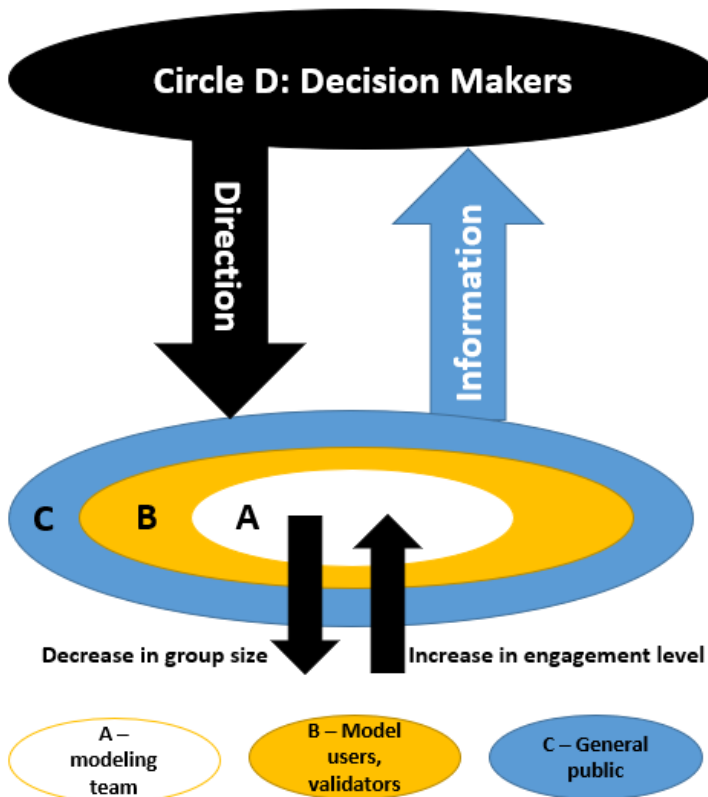 Circle D: Decision Makers
Direction
Information
C
B
A
Decrease in group size
Increase in engagement level
A –
modeling
team
B – Model
users,
validators
C – General
public